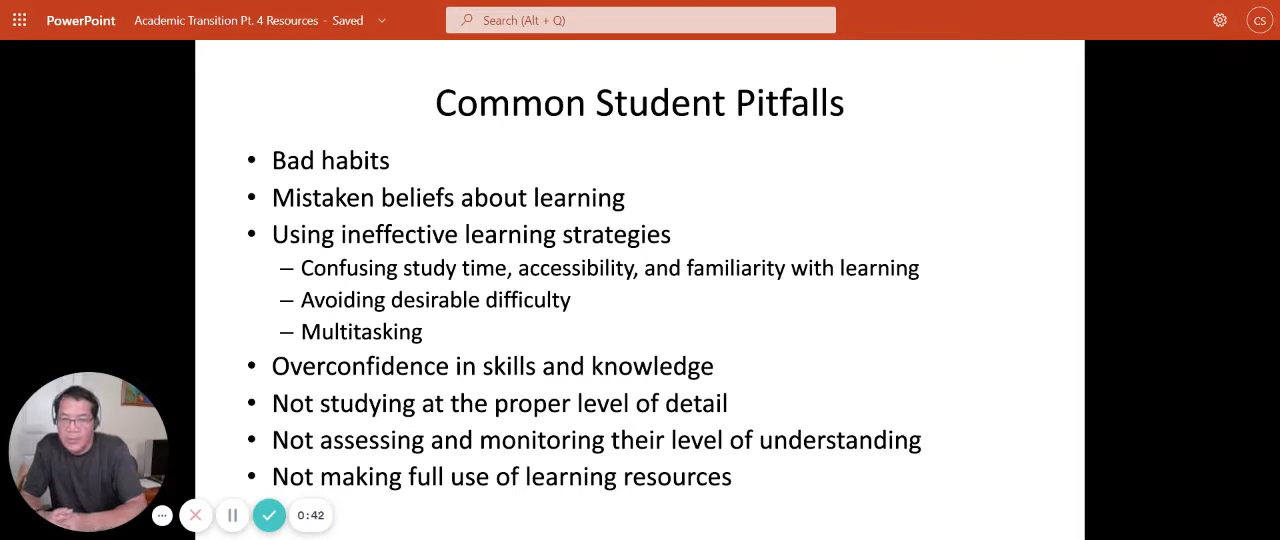 PowerPoint Academic Transition Pt. 4 Resources - Saved Search (Alt + Q) CS
Common Student Pitfalls
• Bad habits
• Mistaken beliefs about learning
• Using ineffective learning strategies
– Confusing study time, accessibility, and familiarity with learning
– Avoiding desirable difficulty
– Multitasking
• Overconfidence in skills and knowledge
• Not studying at the proper level of detail
• Not assessing and monitoring their level of understanding
• Not making full use of learning resources
0:42